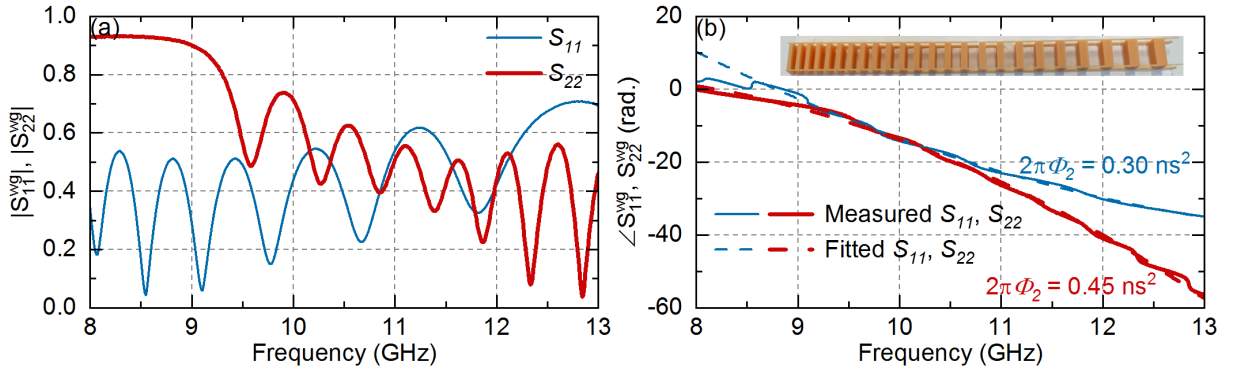 (a)
S₁₁
S₂₂
1.0
0.8
0.6
0.4
0.2
0.0
8 9 10 11 12 13
Frequency (GHz)
|S₁₁ʷᵍ|, |S₂₂ʷᵍ|
(b)
20
10
0
-20
-40
-60
2πΦ₂ = 0.30 ns²
Measured S₁₁, S₂₂
Fitted S₁₁, S₂₂
2πΦ₂ = 0.45 ns²
8 9 10 11 12 13
Frequency (GHz)
∠S₁₁ʷᵍ, S₂₂ʷᵍ (rad.)